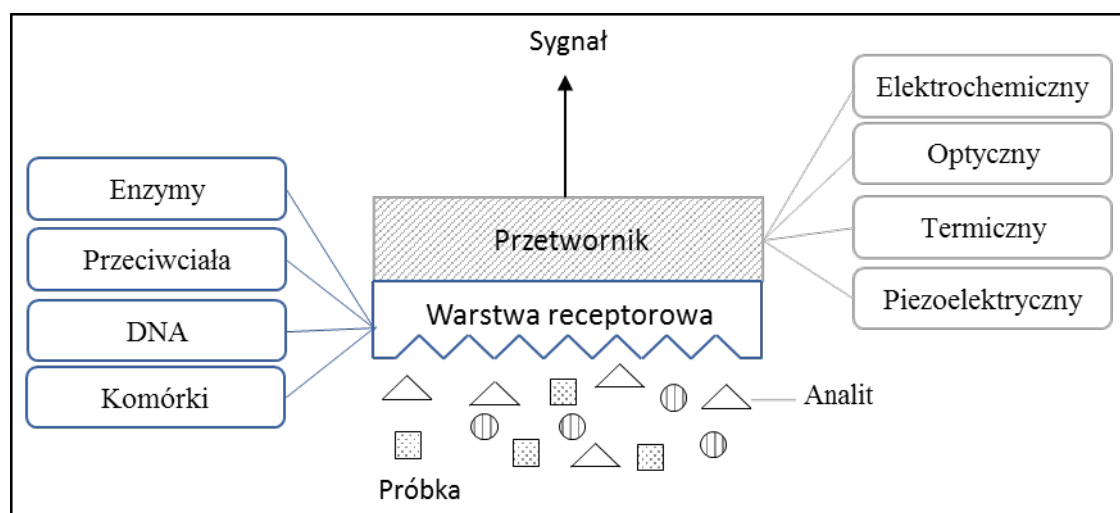 Sygnał
Enzymy
Przeciwciała
DNA
Komórki
Przetwornik
Warstwa receptorowa
Elektrochemiczny
Optyczny
Termiczny
Piezoelektryczny
Analit
Próbka